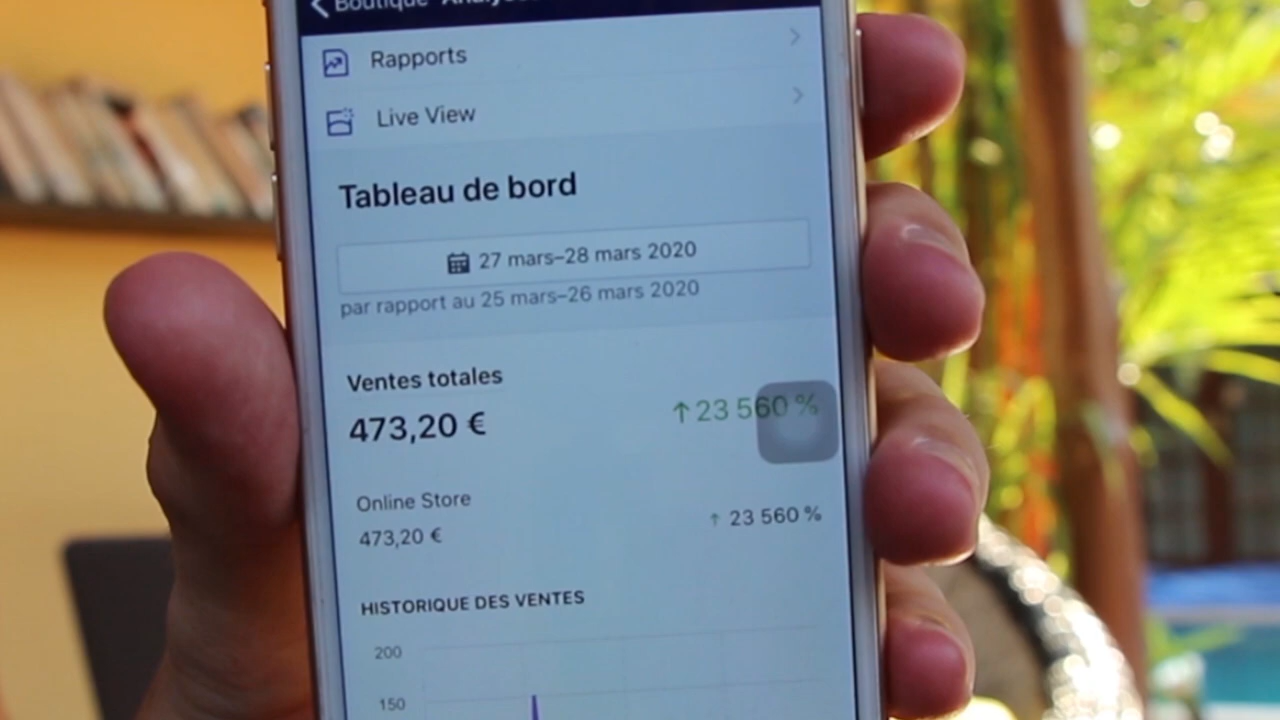 Boutique
Rapports
Live View
Tableau de bord
27 mars–28 mars 2020
par rapport au 25 mars–26 mars 2020
Ventes totales
473,20 € ↑ 23 560 %
Online Store
473,20 € ↑ 23 560 %
HISTORIQUE DES VENTES
200
150